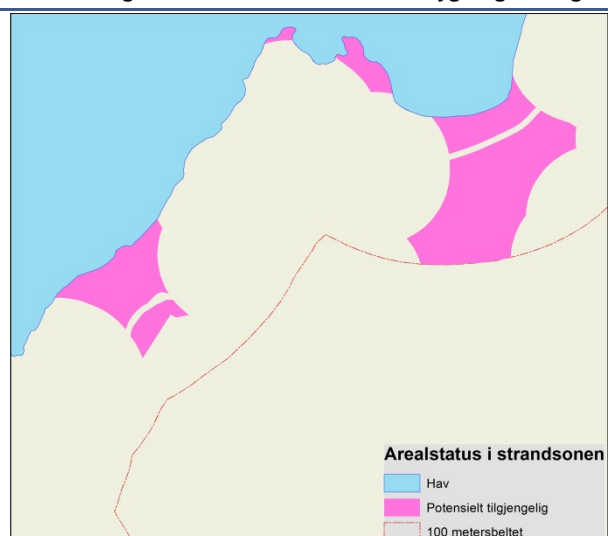 Arealstatus i strandsonen
Hav
Potensielt tilgjengelig
100 metersbeltet